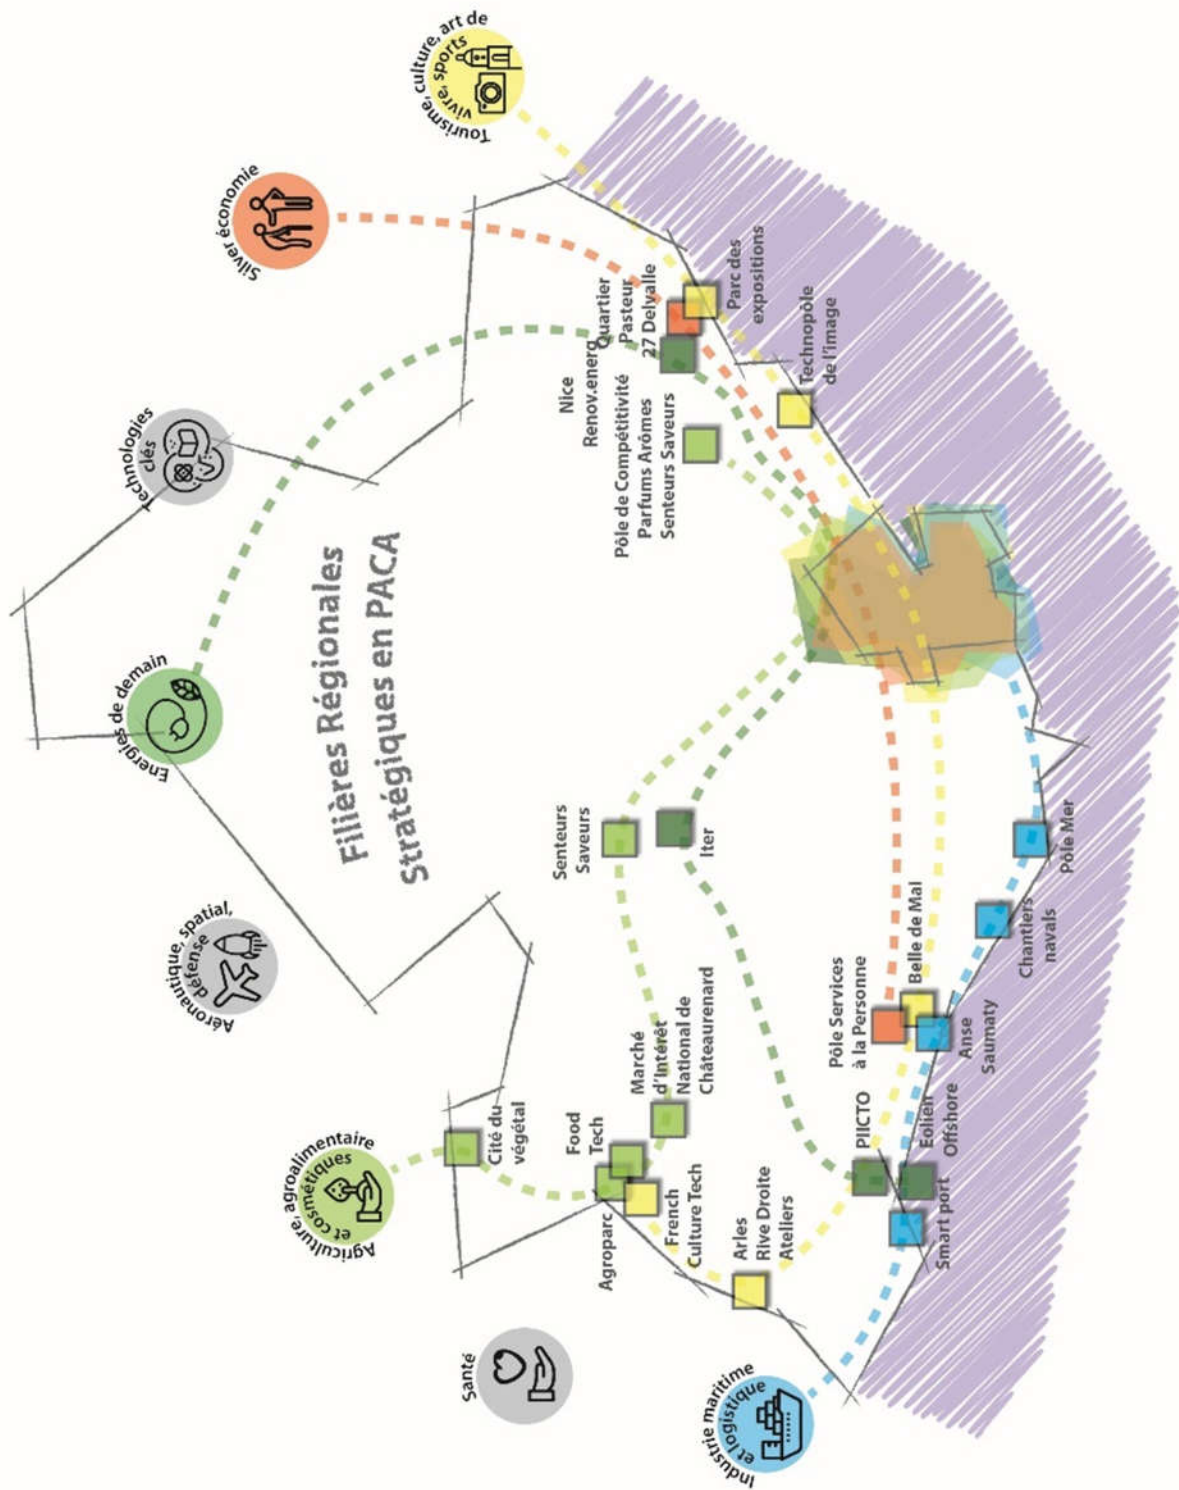 Filières Régionales
Stratégiques en PACA
Santé
Industrie maritime
et logistique
Agriculture, agroalimentaire
et cosmétiques
Aéronautique, spatial,
défense
Energies de demain
Technologies
clés
Silver économie
Tourisme, culture, art de
vivre, sports
Cité du
végétal
Food
Tech
Agroparc
French
Culture Tech
Marché
d'Intérêt
National de
Châteaurenard
Arles
Rive Droite
Ateliers
Senteurs
Saveurs
Iter
PIICTO
Eolien
Offshore
Smart port
Pôle Services
à la Personne
Belle de Mai
Anse
Saumaty
Chantiers
navals
Pôle Mer
Nice
Renov.energ
Quartier
Pasteur
27 Delvalle
Pôle de Compétitivité
Parfums Arômes
Senteurs Saveurs
Parc des
expositions
Technopôle
de l'image